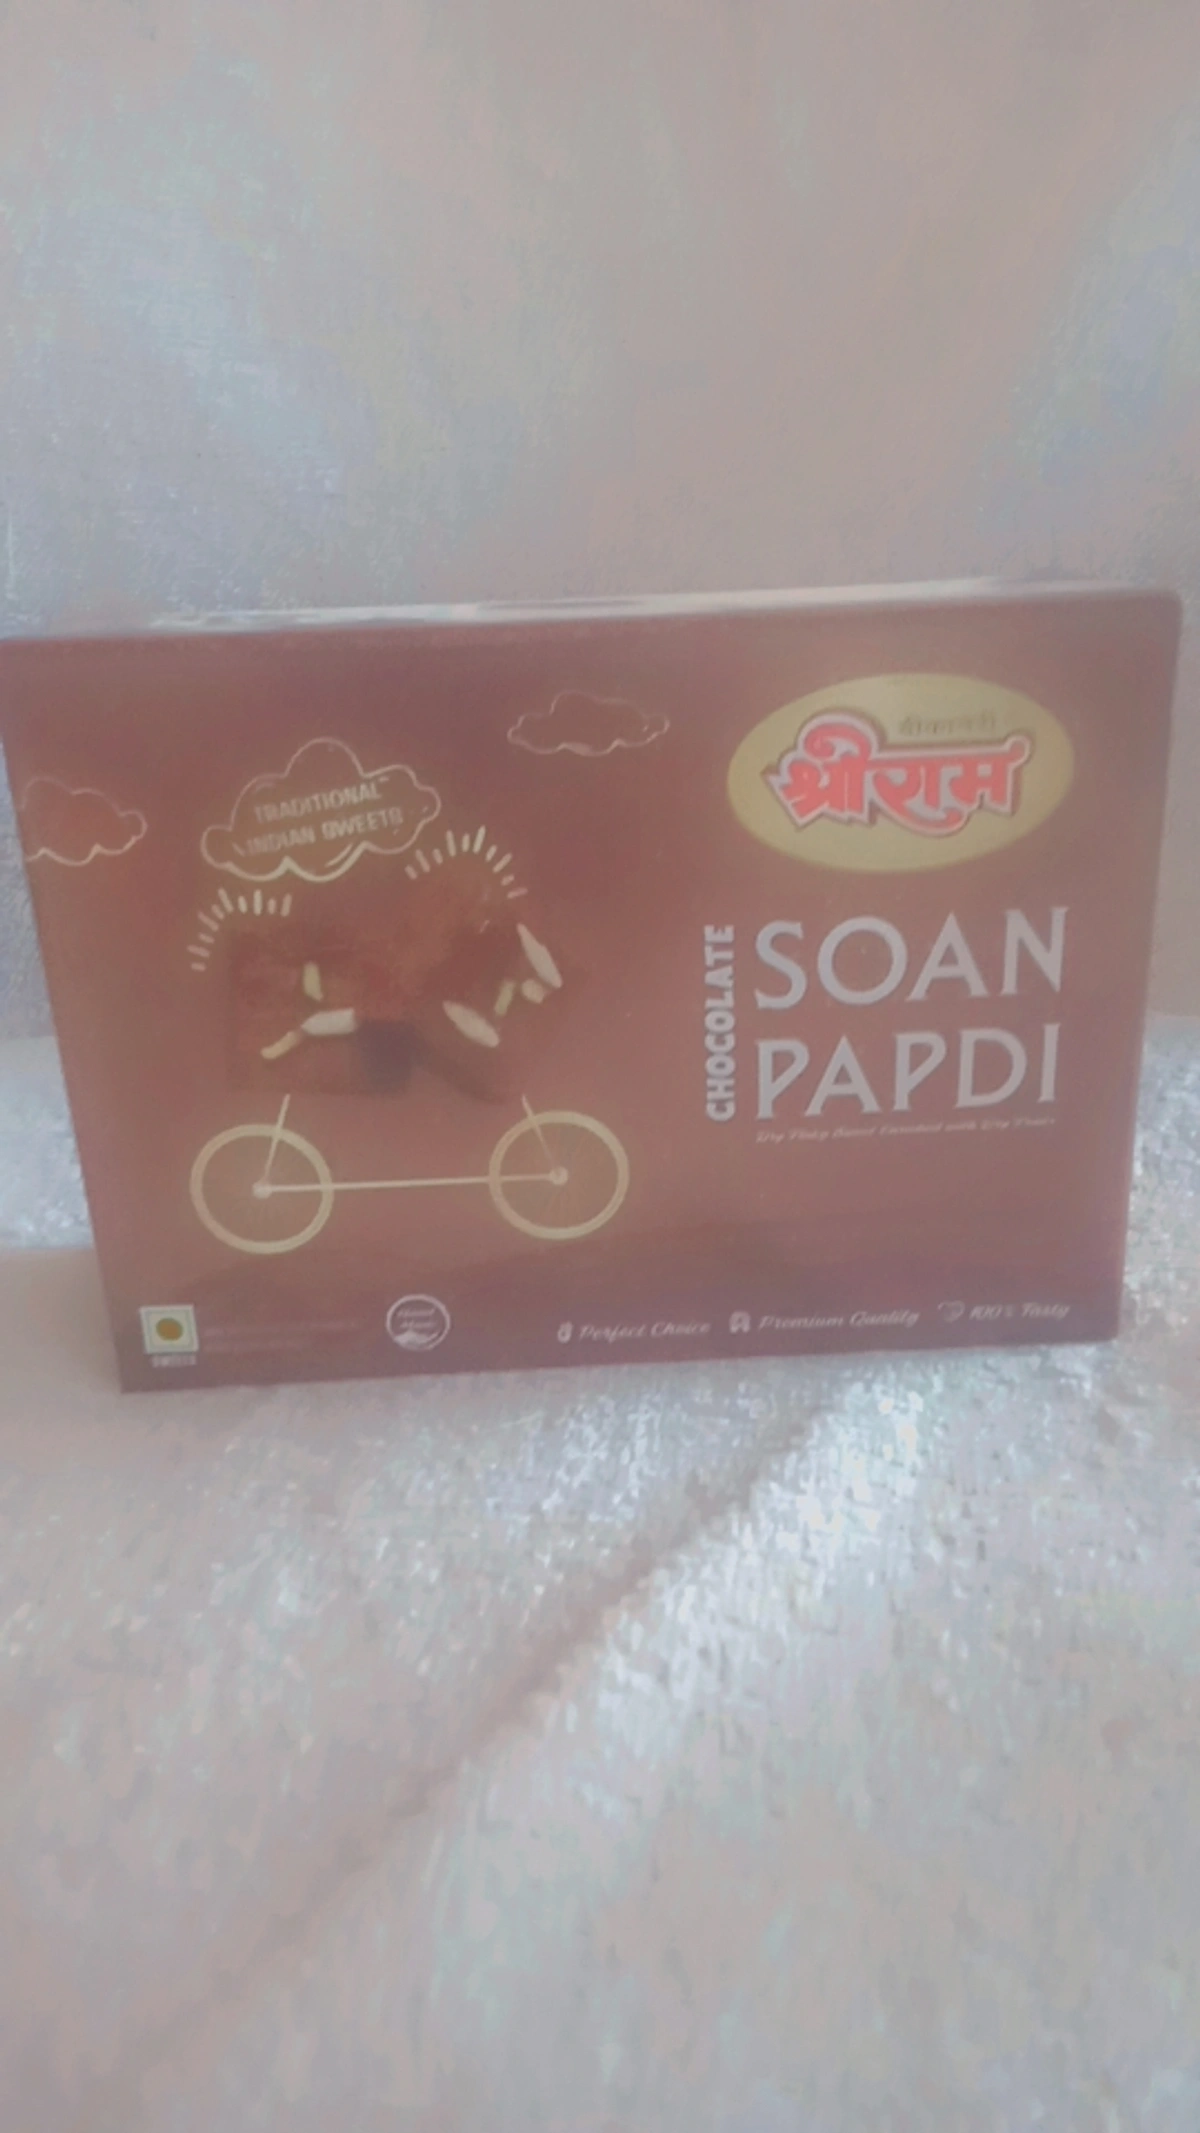 बीकानेरी
श्रीराम
TRADITIONAL
INDIAN SWEETS
CHOCOLATE
SOAN
PAPDI
Perfect Choice
Premium Quality
100% Tasty